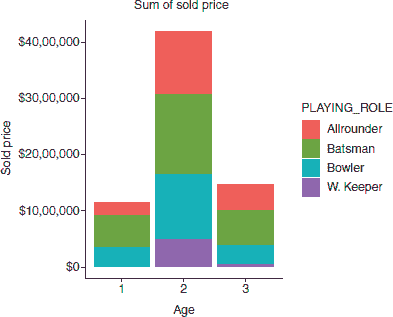 Sum of sold price
$40,00,000
$30,00,000
$20,00,000
$10,00,000
$0
Sold price
1 2 3
Age
PLAYING_ROLE
Allrounder
Batsman
Bowler
W. Keeper